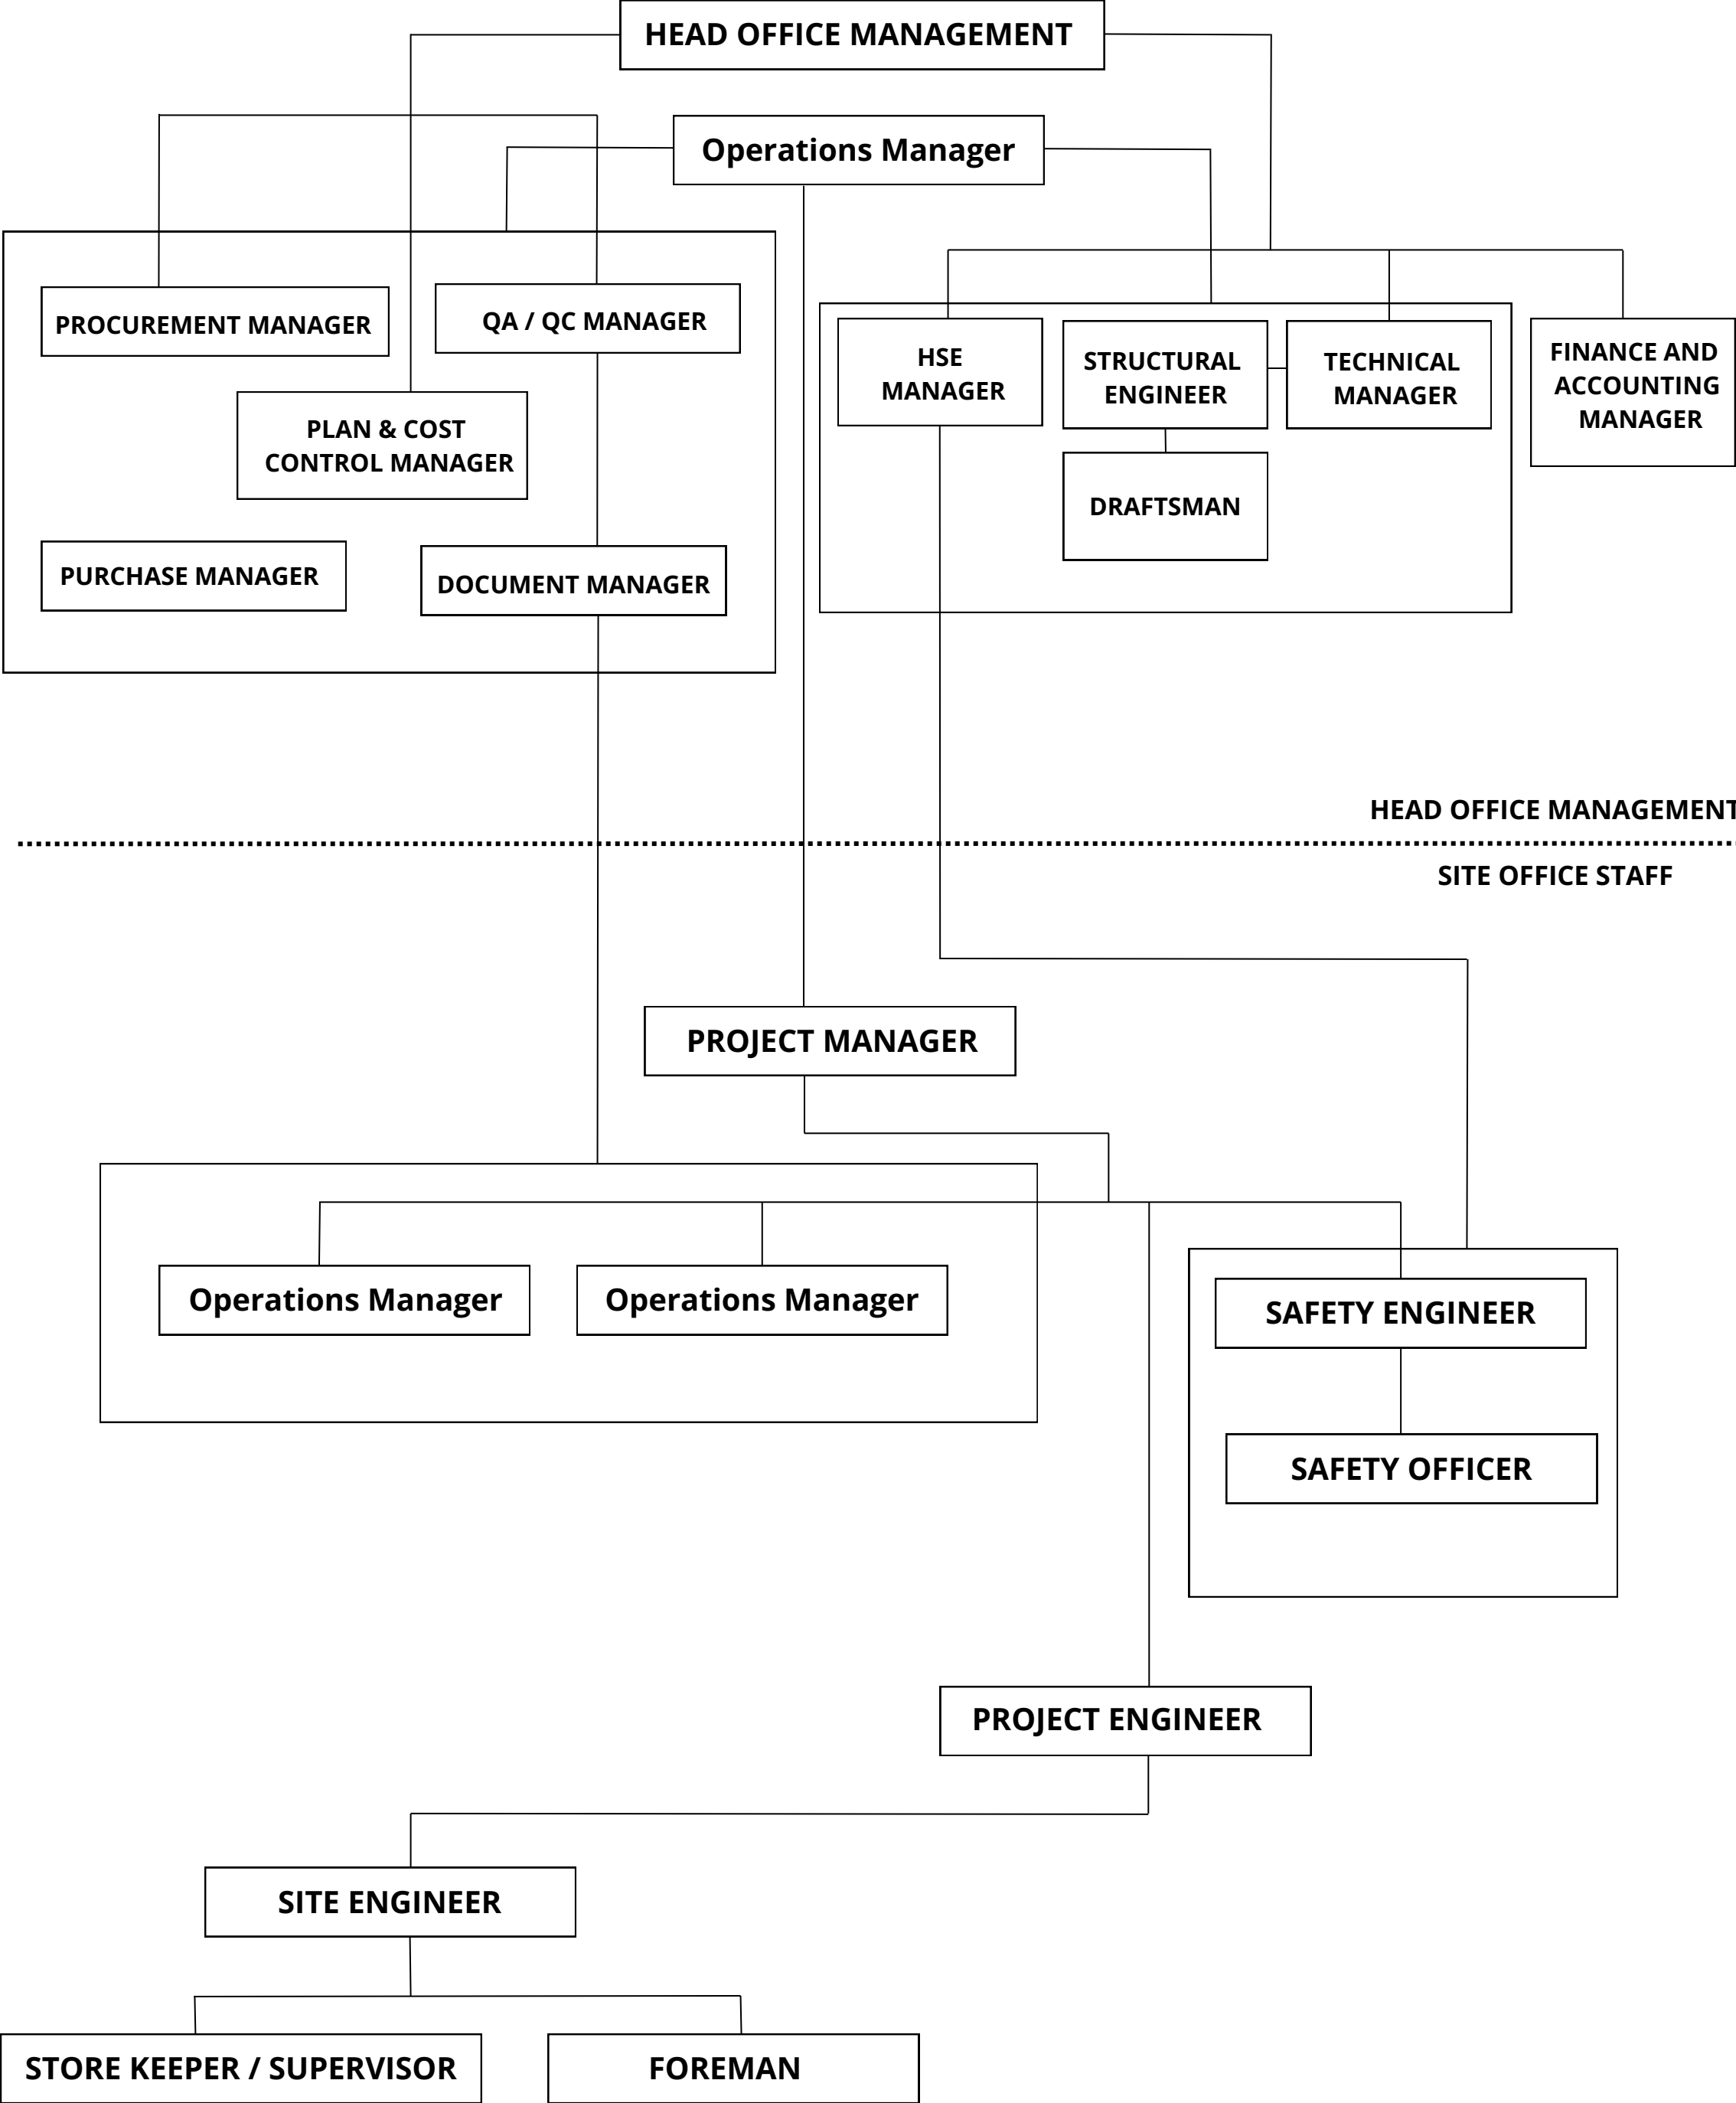 HEAD OFFICE MANAGEMENT
Operations Manager
PROCUREMENT MANAGER
QA / QC MANAGER
PLAN & COST
CONTROL MANAGER
PURCHASE MANAGER
DOCUMENT MANAGER
HSE
MANAGER
STRUCTURAL
ENGINEER
TECHNICAL
MANAGER
FINANCE AND
ACCOUNTING
MANAGER
DRAFTSMAN
HEAD OFFICE MANAGEMENT
SITE OFFICE STAFF
PROJECT MANAGER
Operations Manager
Operations Manager
SAFETY ENGINEER
SAFETY OFFICER
PROJECT ENGINEER
SITE ENGINEER
STORE KEEPER / SUPERVISOR
FOREMAN